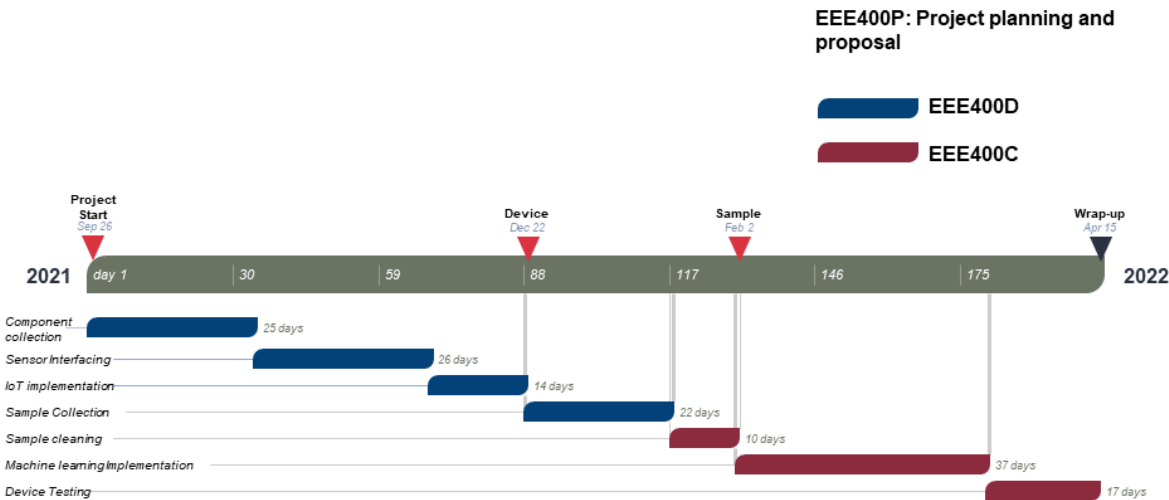 EEE400P: Project planning and
proposal
EEE400D
EEE400C
Project
Start
Sep 26
Device
Dec 22
Sample
Feb 2
Wrap-up
Apr 15
2021
day 1
30
59
88
117
146
175
2022
Component
collection
25 days
Sensor Interfacing
26 days
IoT implementation
14 days
Sample Collection
22 days
Sample cleaning
10 days
Machine learning Implementation
37 days
Device Testing
17 days